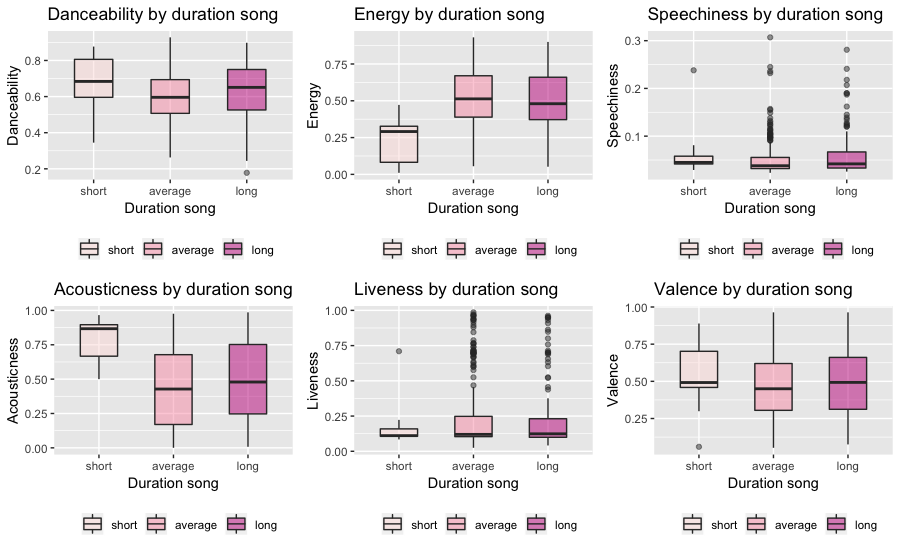 Danceability by duration song
Danceability
0.8
0.6
0.4
0.2
short average long
Duration song
short average long
Energy by duration song
Energy
0.75
0.50
0.25
0.00
short average long
Duration song
short average long
Speechiness by duration song
Speechiness
0.3
0.2
0.1
short average long
Duration song
short average long
Acousticness by duration song
Acousticness
1.00
0.75
0.50
0.25
0.00
short average long
Duration song
short average long
Liveness by duration song
Liveness
1.00
0.75
0.50
0.25
0.00
short average long
Duration song
short average long
Valence by duration song
Valence
1.00
0.75
0.50
0.25
short average long
Duration song
short average long